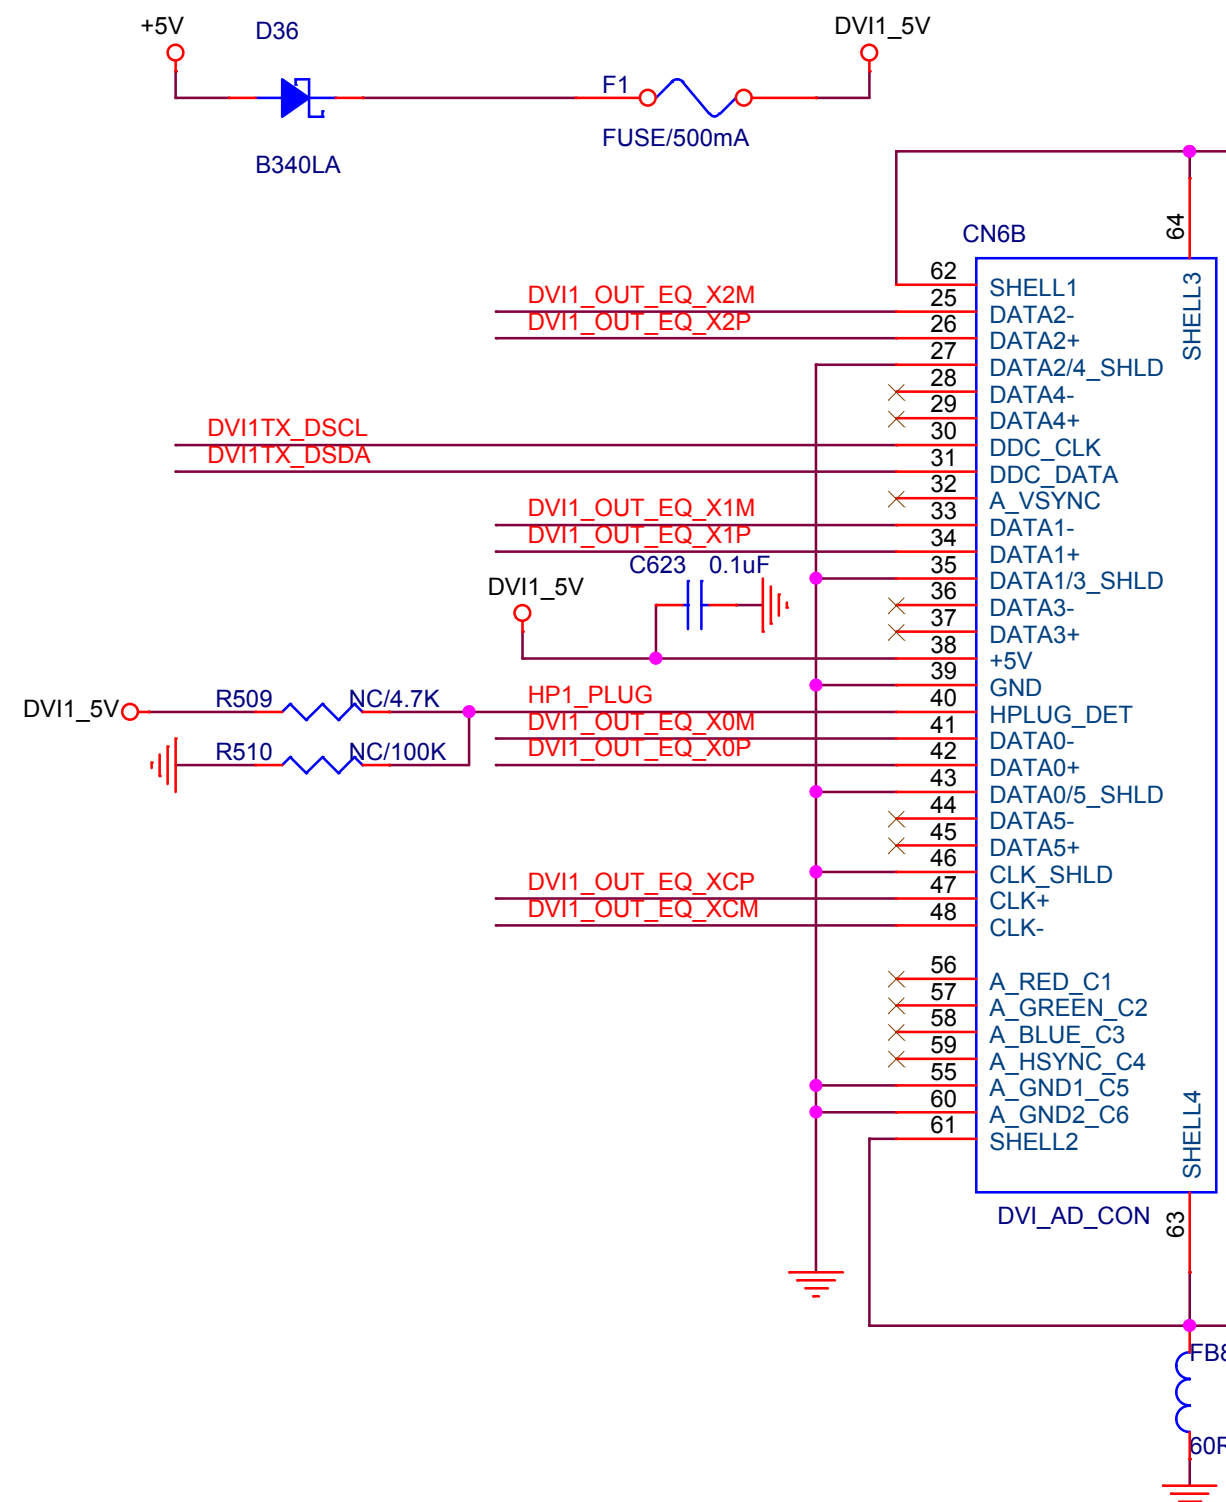 +5V
D36
DVI1_5V
F1
FUSE/500mA
B340LA
64
CN6B
62
SHELL1
SHELL3
DVI1_OUT_EQ_X2M
25
DATA2-
DVI1_OUT_EQ_X2P
26
DATA2+
27
DATA2/4_SHLD
28
DATA4-
29
DATA4+
DVI1TX_DSCL
30
DDC_CLK
DVI1TX_DSDA
31
DDC_DATA
32
A_VSYNC
DVI1_OUT_EQ_X1M
33
DATA1-
DVI1_OUT_EQ_X1P
34
DATA1+
C623 0.1uF
35
DATA1/3_SHLD
DVI1_5V
36
DATA3-
37
DATA3+
38
+5V
39
GND
DVI1_5V
R509
NC/4.7K
HP1_PLUG
40
HPLUG_DET
DVI1_OUT_EQ_X0M
41
DATA0-
R510
NC/100K
DVI1_OUT_EQ_X0P
42
DATA0+
43
DATA0/5_SHLD
44
DATA5-
45
DATA5+
46
CLK_SHLD
DVI1_OUT_EQ_XCP
47
CLK+
DVI1_OUT_EQ_XCM
48
CLK-
56
A_RED_C1
57
A_GREEN_C2
58
A_BLUE_C3
59
A_HSYNC_C4
55
A_GND1_C5
60
A_GND2_C6
61
SHELL2
SHELL4
DVI_AD_CON
63
FB8
60R